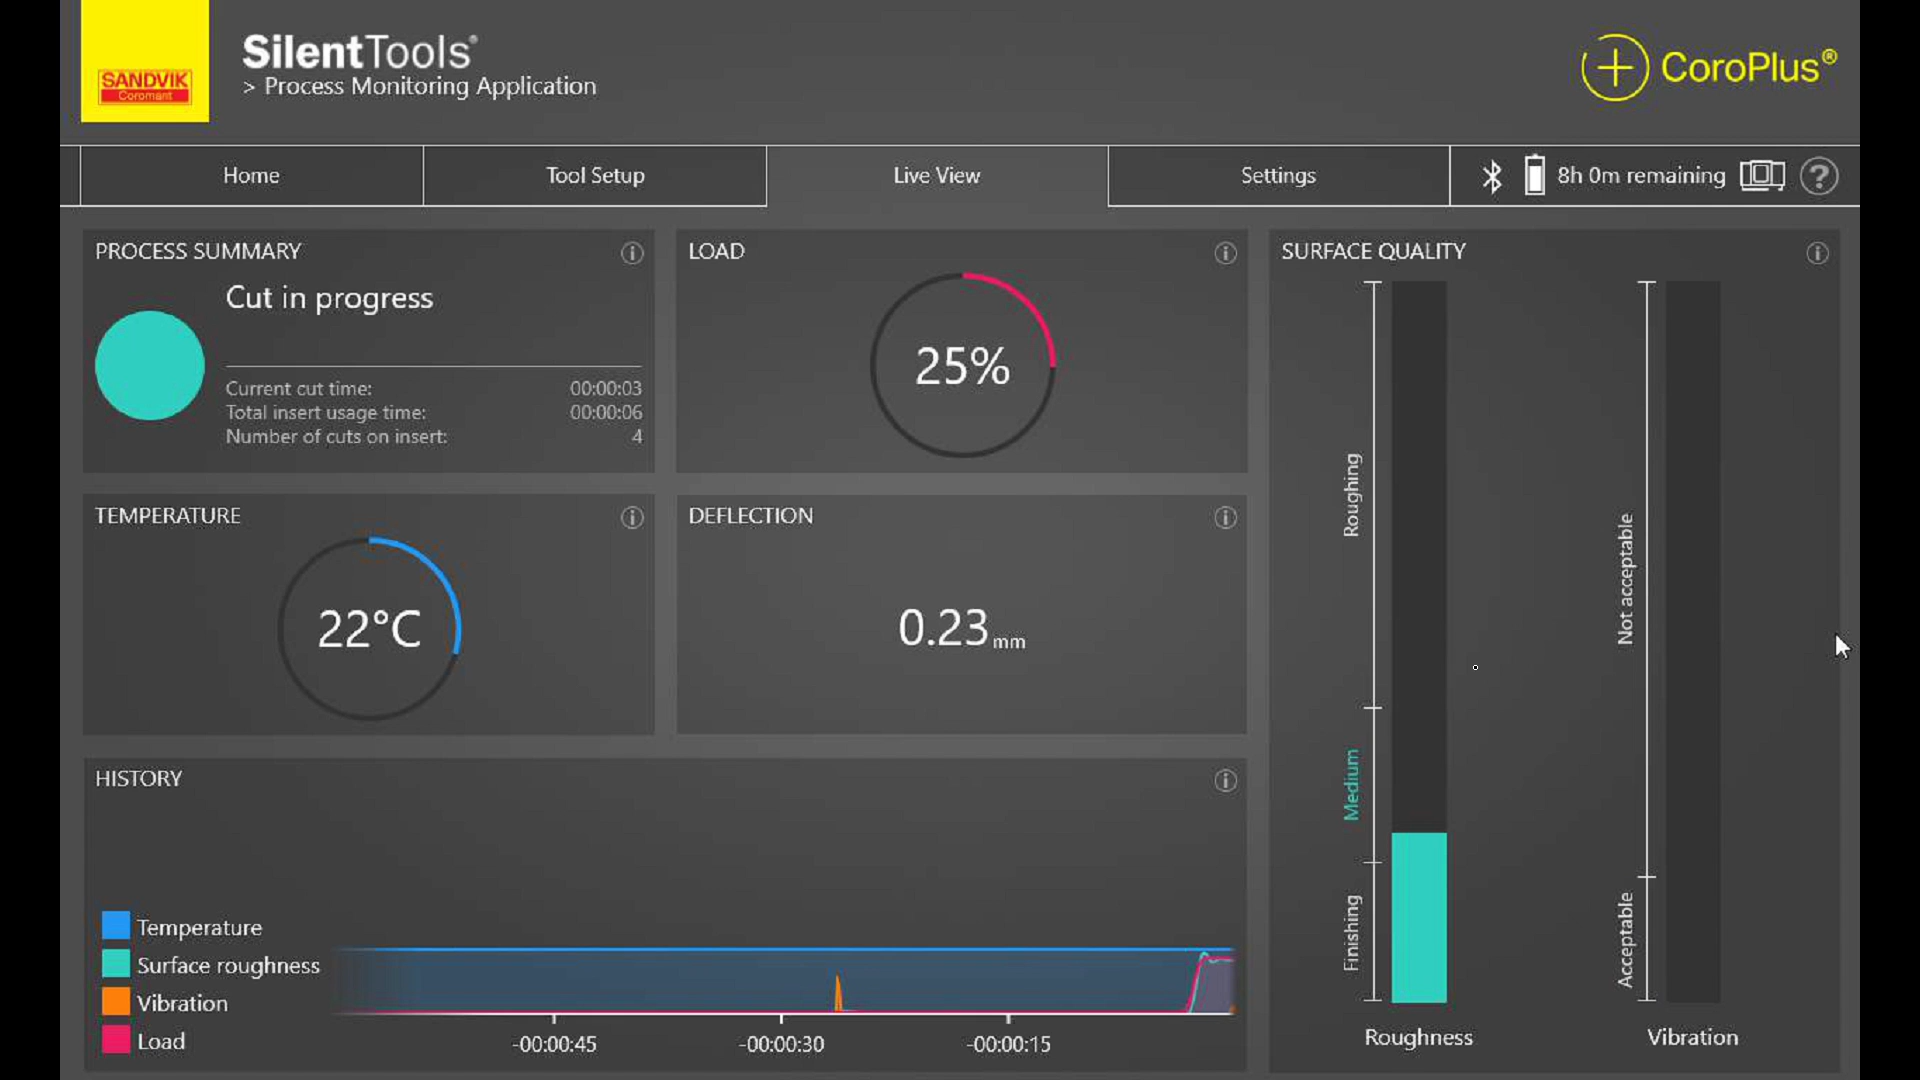 SANDVIK
Coromant
SilentTools®
> Process Monitoring Application
CoroPlus®
Home
Tool Setup
Live View
Settings
8h 0m remaining
?
PROCESS SUMMARY
Cut in progress
Current cut time: 00:00:03
Total insert usage time: 00:00:06
Number of cuts on insert: 4
LOAD
25%
TEMPERATURE
22°C
DEFLECTION
0.23 mm
HISTORY
Temperature
Surface roughness
Vibration
Load
-00:00:45
-00:00:30
-00:00:15
SURFACE QUALITY
Roughing
Medium
Finishing
Roughness
Not acceptable
Acceptable
Vibration